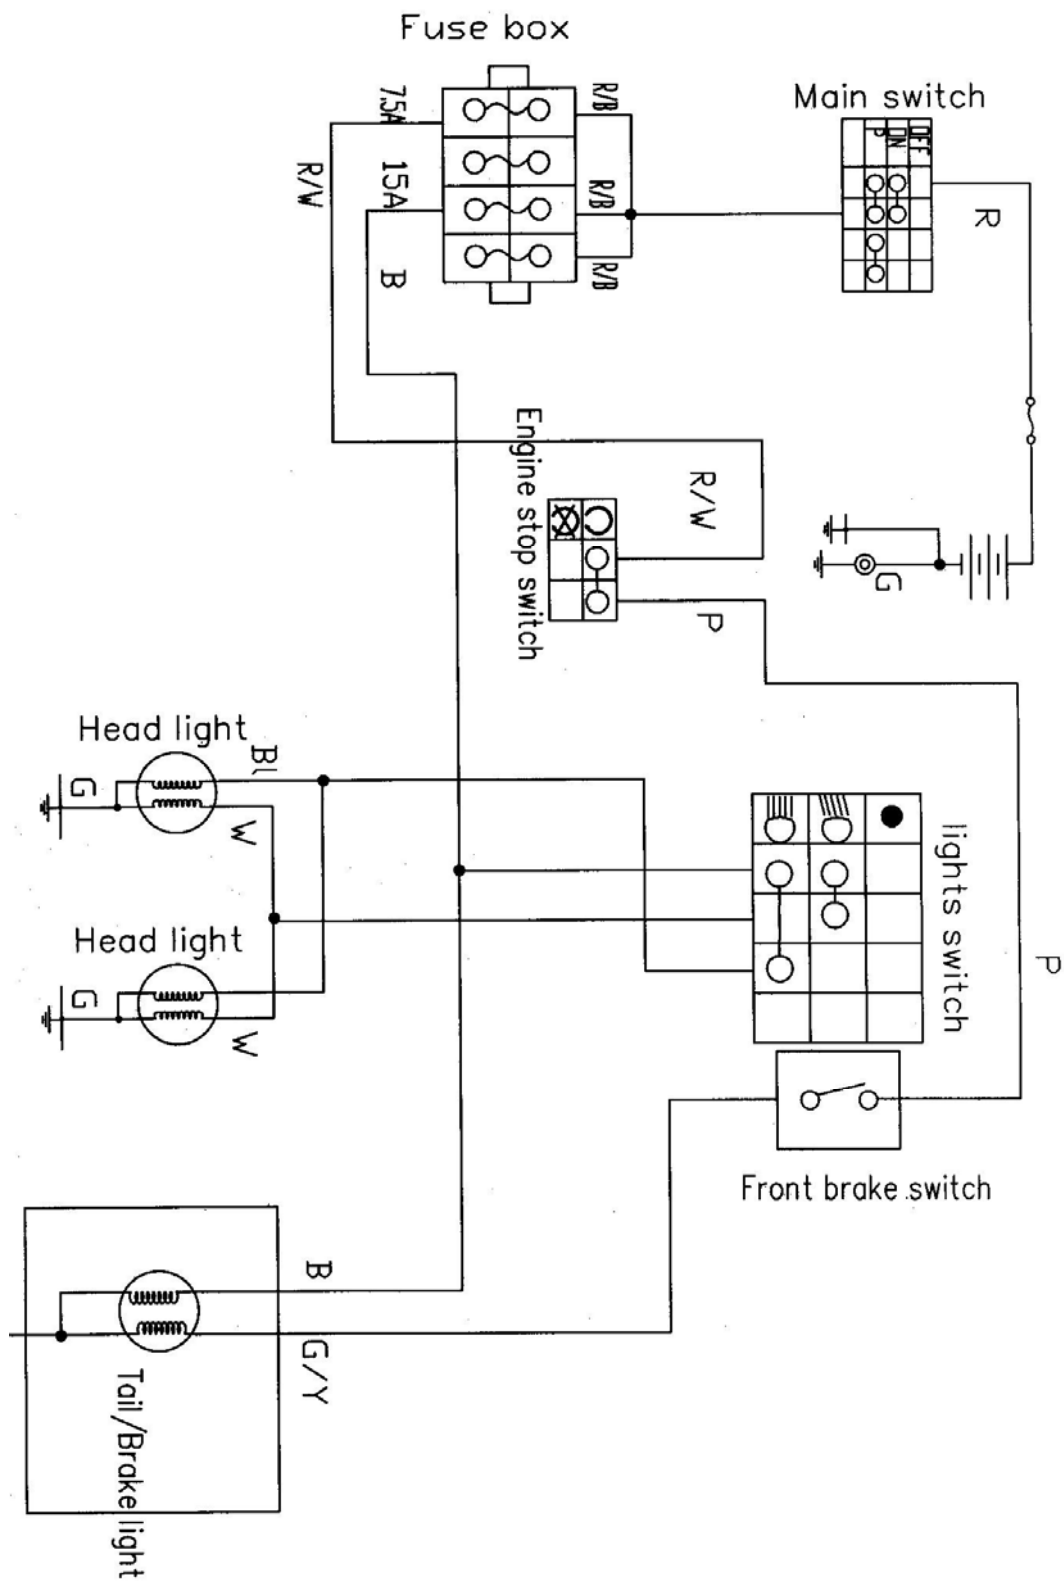 Fuse box
7.5A
R/B
Main switch
OFF
ON
P
R/W
15A
R/B
R
B
R/B
Engine stop switch
R/W
G
P
Head light
Bl
G
W
lights switch
Head light
G
W
P
Front brake switch
B
G/Y
Tail/Brake light